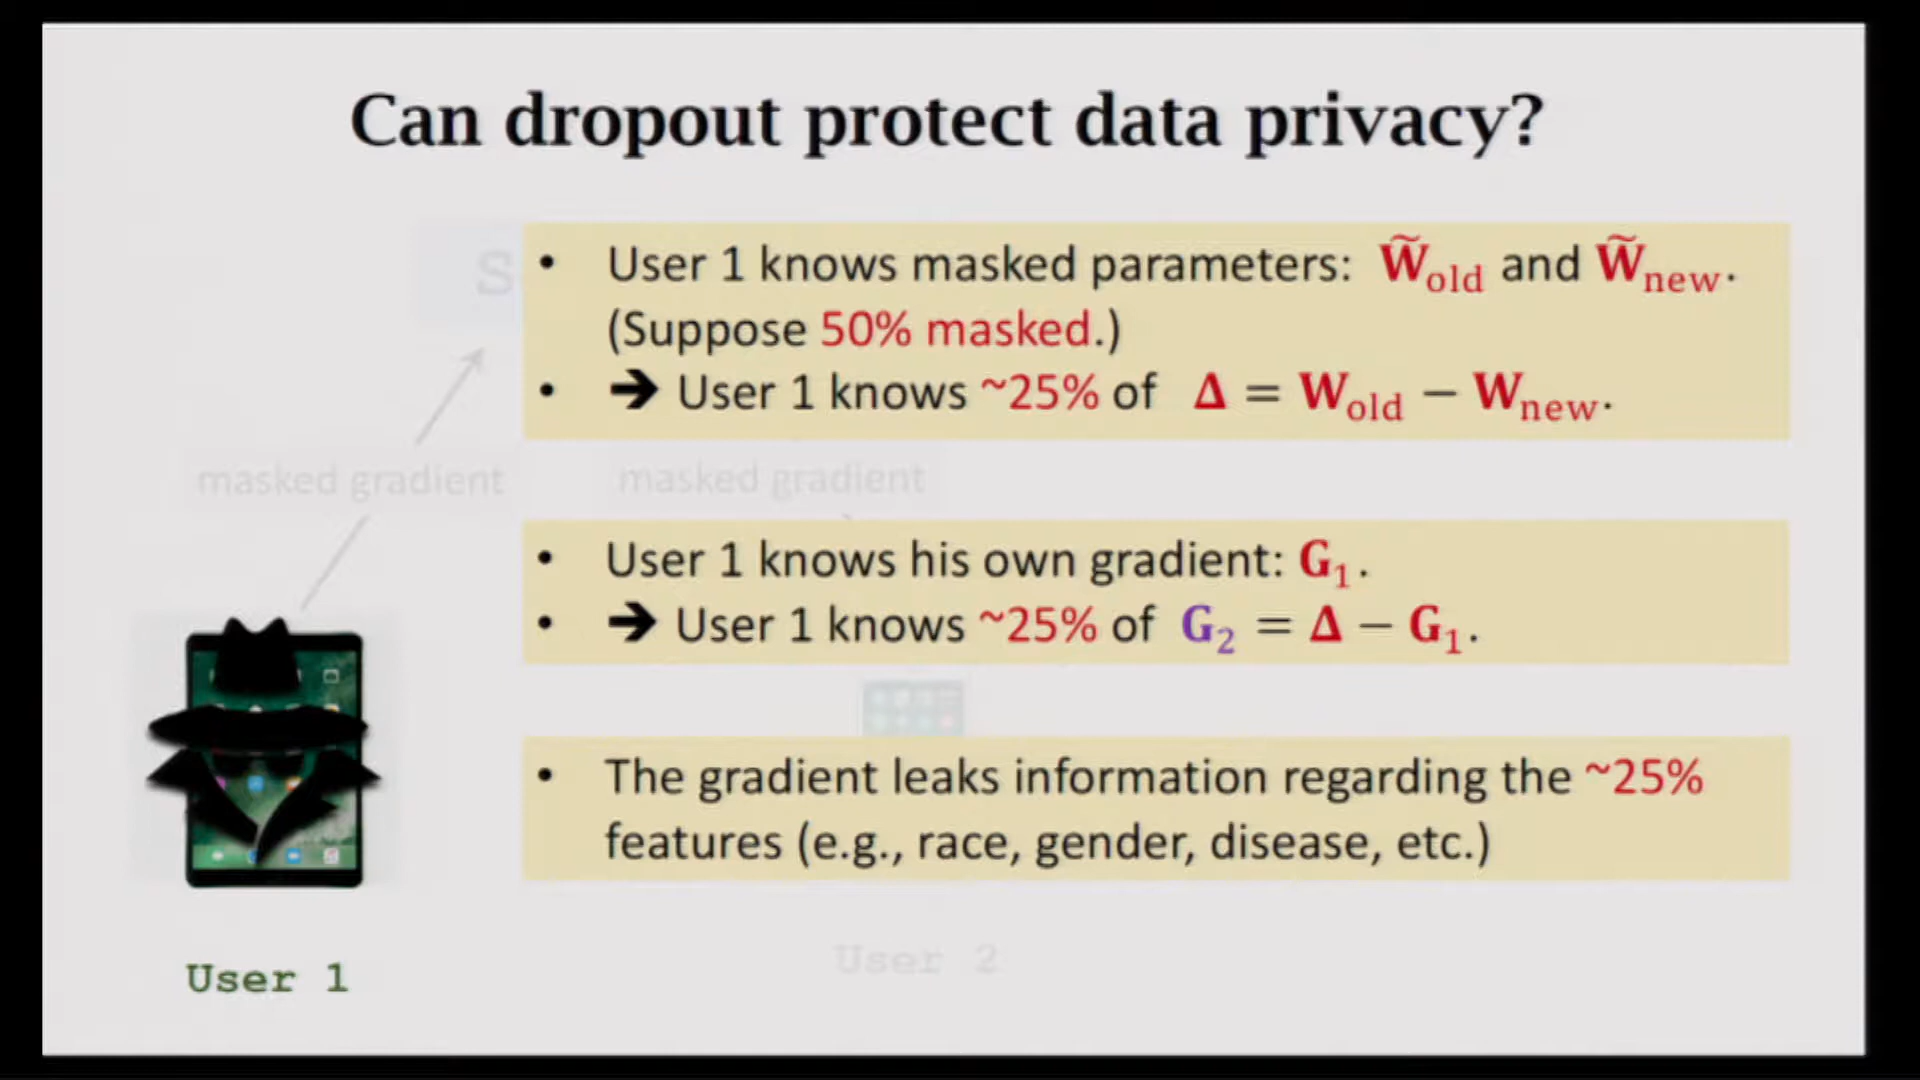 Can dropout protect data privacy?
S
• User 1 knows masked parameters: W̃old and W̃new.
(Suppose 50% masked.)
• ➔ User 1 knows ~25% of Δ = Wold − Wnew.
masked gradient masked gradient
• User 1 knows his own gradient: G1.
• ➔ User 1 knows ~25% of G2 = Δ − G1.
• The gradient leaks information regarding the ~25%
features (e.g., race, gender, disease, etc.)
User 2
User 1